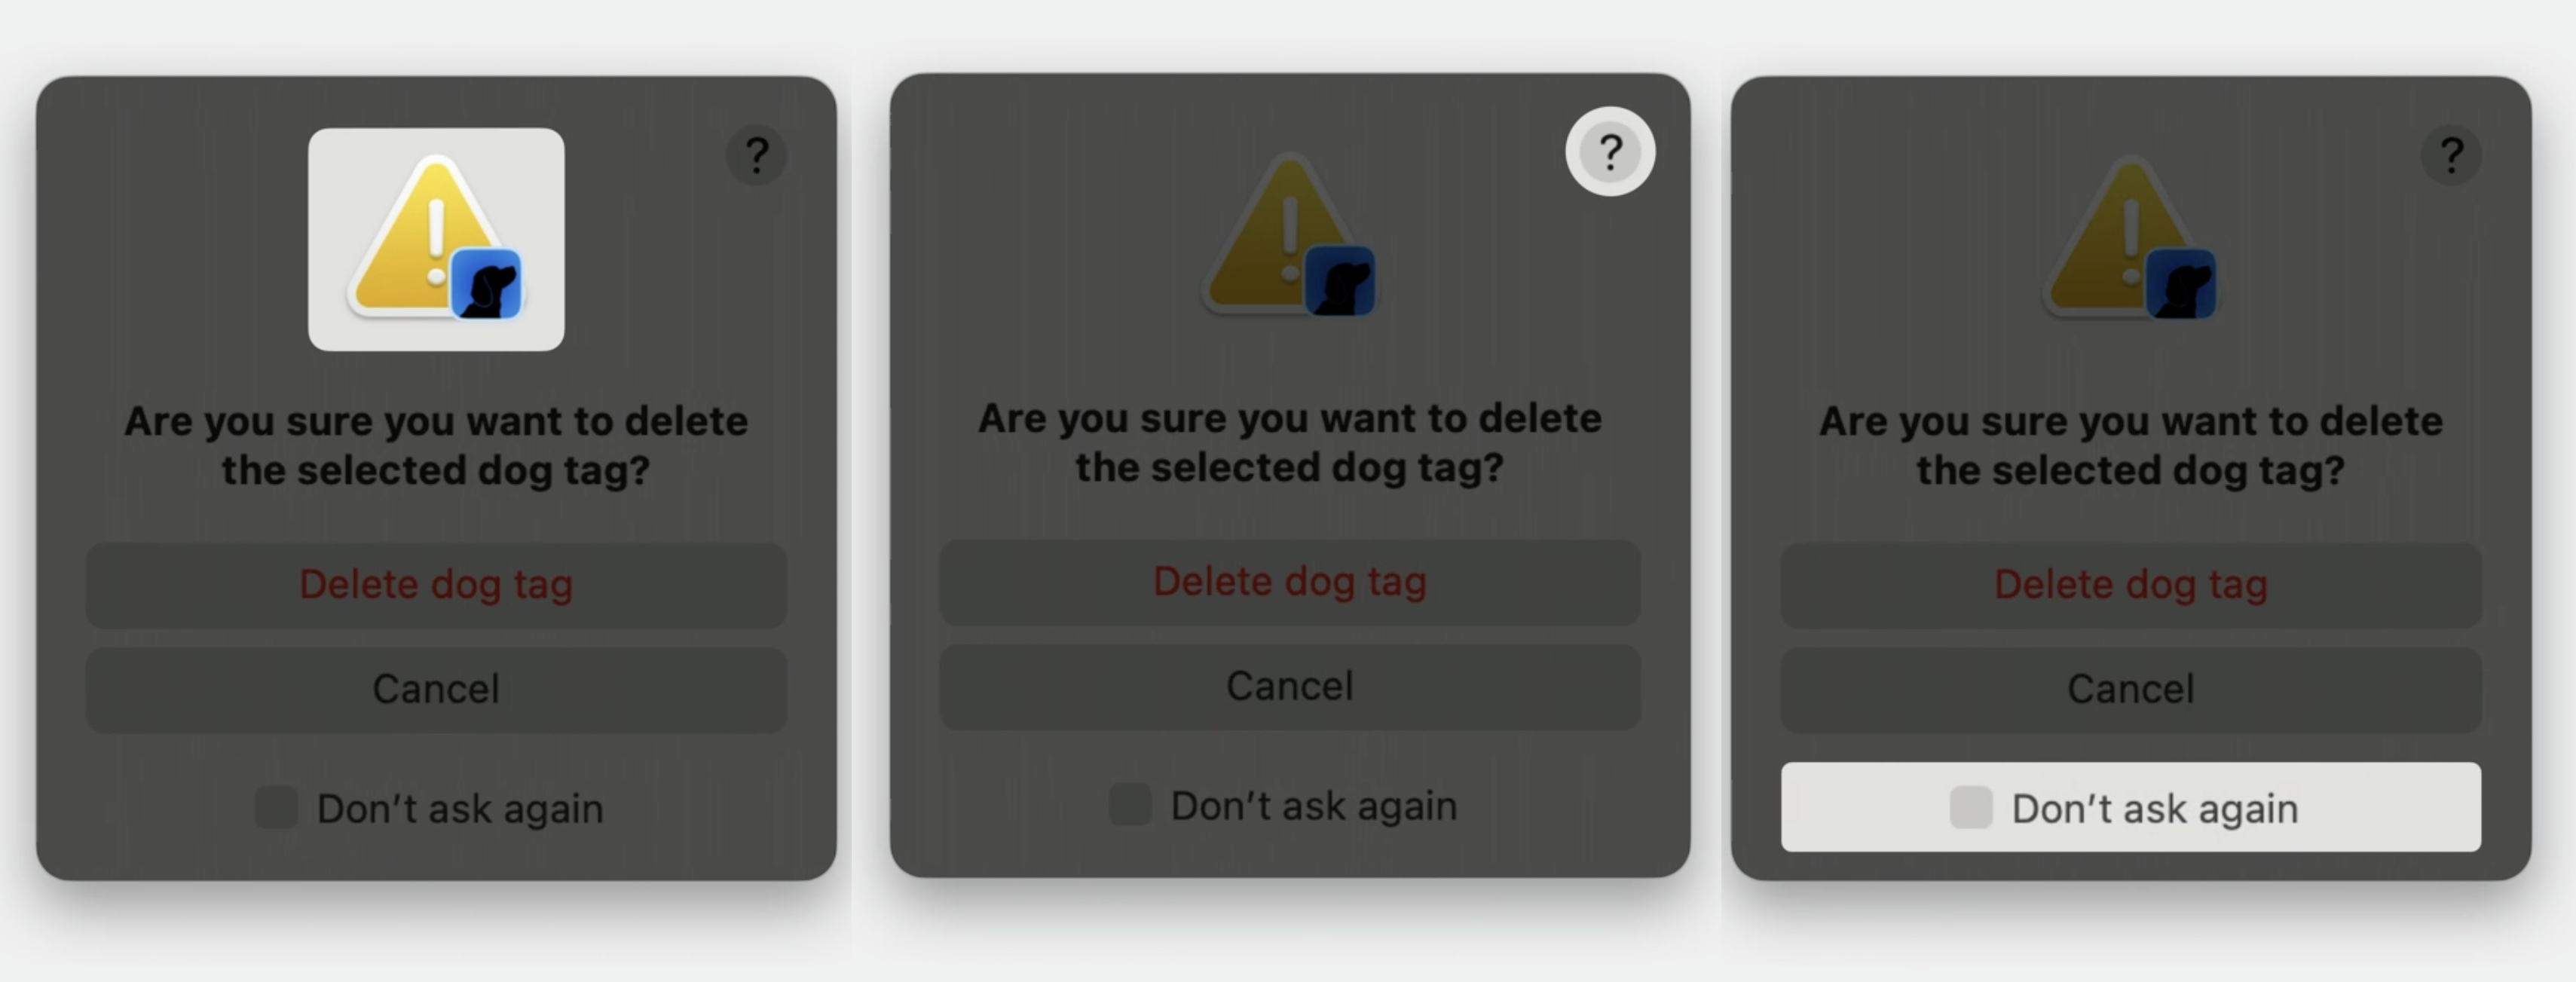 ?
Are you sure you want to delete
the selected dog tag?
Delete dog tag
Cancel
Don’t ask again
?
Are you sure you want to delete
the selected dog tag?
Delete dog tag
Cancel
Don’t ask again
?
Are you sure you want to delete
the selected dog tag?
Delete dog tag
Cancel
Don’t ask again